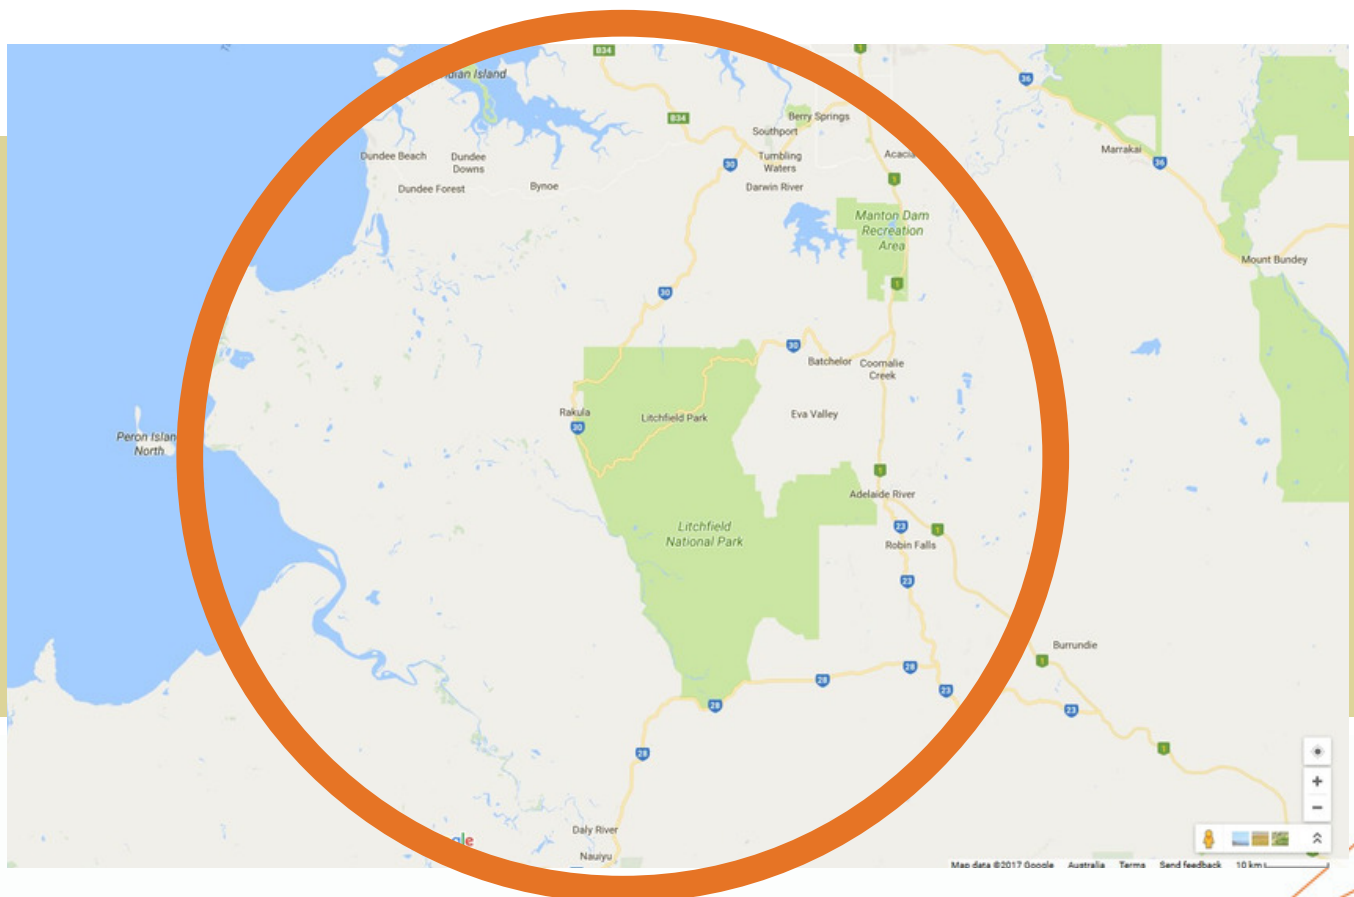 B34
1
dian Island
36
B34
Berry Springs
Southport
Marrakai
Dundee Beach
Dundee
Downs
30
Tumbling
Waters
Acacia
36
Dundee Forest
Bynoe
Darwin River
1
Manton Dam
Recreation
Area
Mount Bundey
1
30
30
Batchelor
Coomalie
Creek
Rakula
Litchfield Park
Eva Valley
30
Peron Islan
North
1
Adelaide River
Litchfield
National Park
23
1
Robin Falls
23
Burrundie
1
28
28
23
28
23
28
1
Daly River
gle
Nauiyu
Map data ©2017 Google Australia Terms Send feedback 10 km